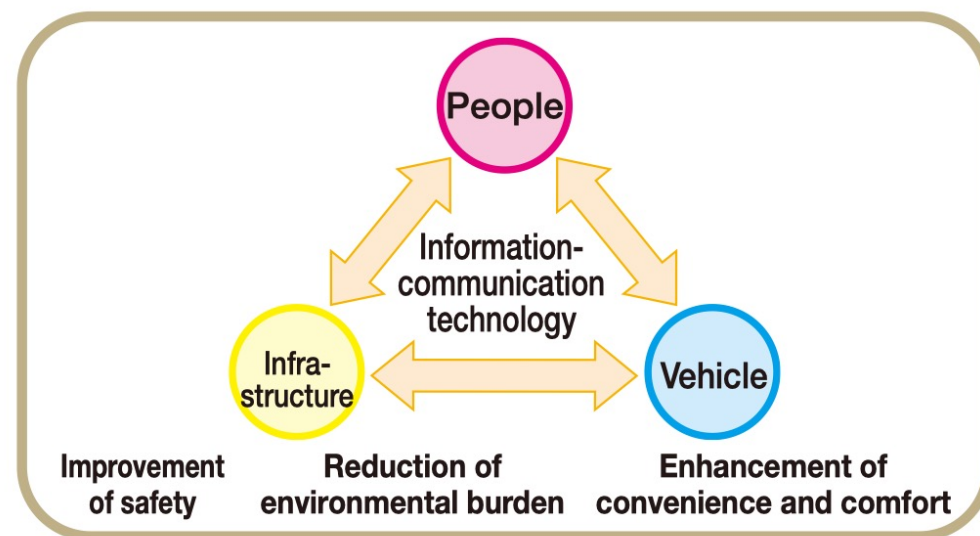 People
Information-
communication
technology
Infra-
structure
Vehicle
Improvement
of safety
Reduction of
environmental burden
Enhancement of
convenience and comfort